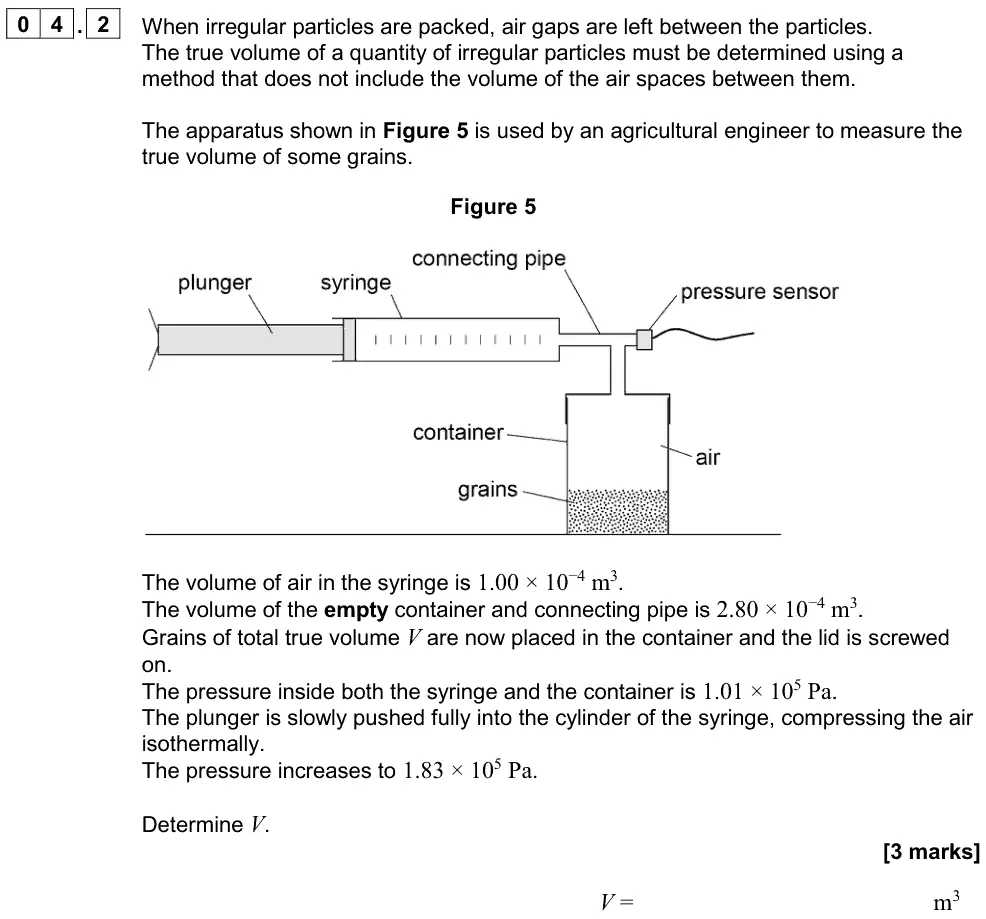 0 4 . 2 When irregular particles are packed, air gaps are left between the particles.
The true volume of a quantity of irregular particles must be determined using a
method that does not include the volume of the air spaces between them.
The apparatus shown in Figure 5 is used by an agricultural engineer to measure the
true volume of some grains.
Figure 5
connecting pipe
plunger
syringe
pressure sensor
container
air
grains
The volume of air in the syringe is 1.00 × 10⁻⁴ m³.
The volume of the empty container and connecting pipe is 2.80 × 10⁻⁴ m³.
Grains of total true volume V are now placed in the container and the lid is screwed
on.
The pressure inside both the syringe and the container is 1.01 × 10⁵ Pa.
The plunger is slowly pushed fully into the cylinder of the syringe, compressing the air
isothermally.
The pressure increases to 1.83 × 10⁵ Pa.
Determine V.
[3 marks]
V = m³